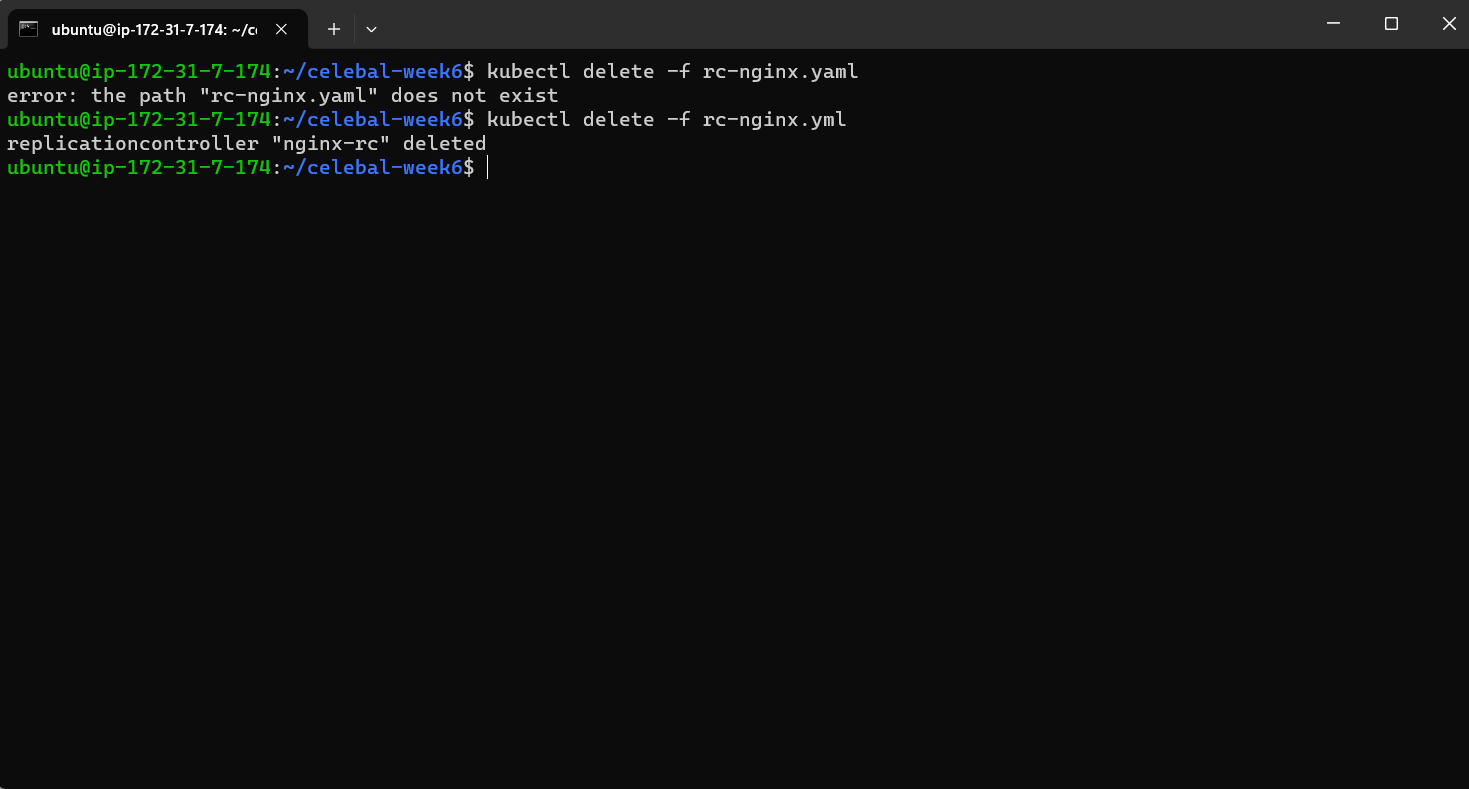 ubuntu@ip-172-31-7-174: ~/c
ubuntu@ip-172-31-7-174:~/celebal-week6$ kubectl delete -f rc-nginx.yaml
error: the path "rc-nginx.yaml" does not exist
ubuntu@ip-172-31-7-174:~/celebal-week6$ kubectl delete -f rc-nginx.yml
replicationcontroller "nginx-rc" deleted
ubuntu@ip-172-31-7-174:~/celebal-week6$